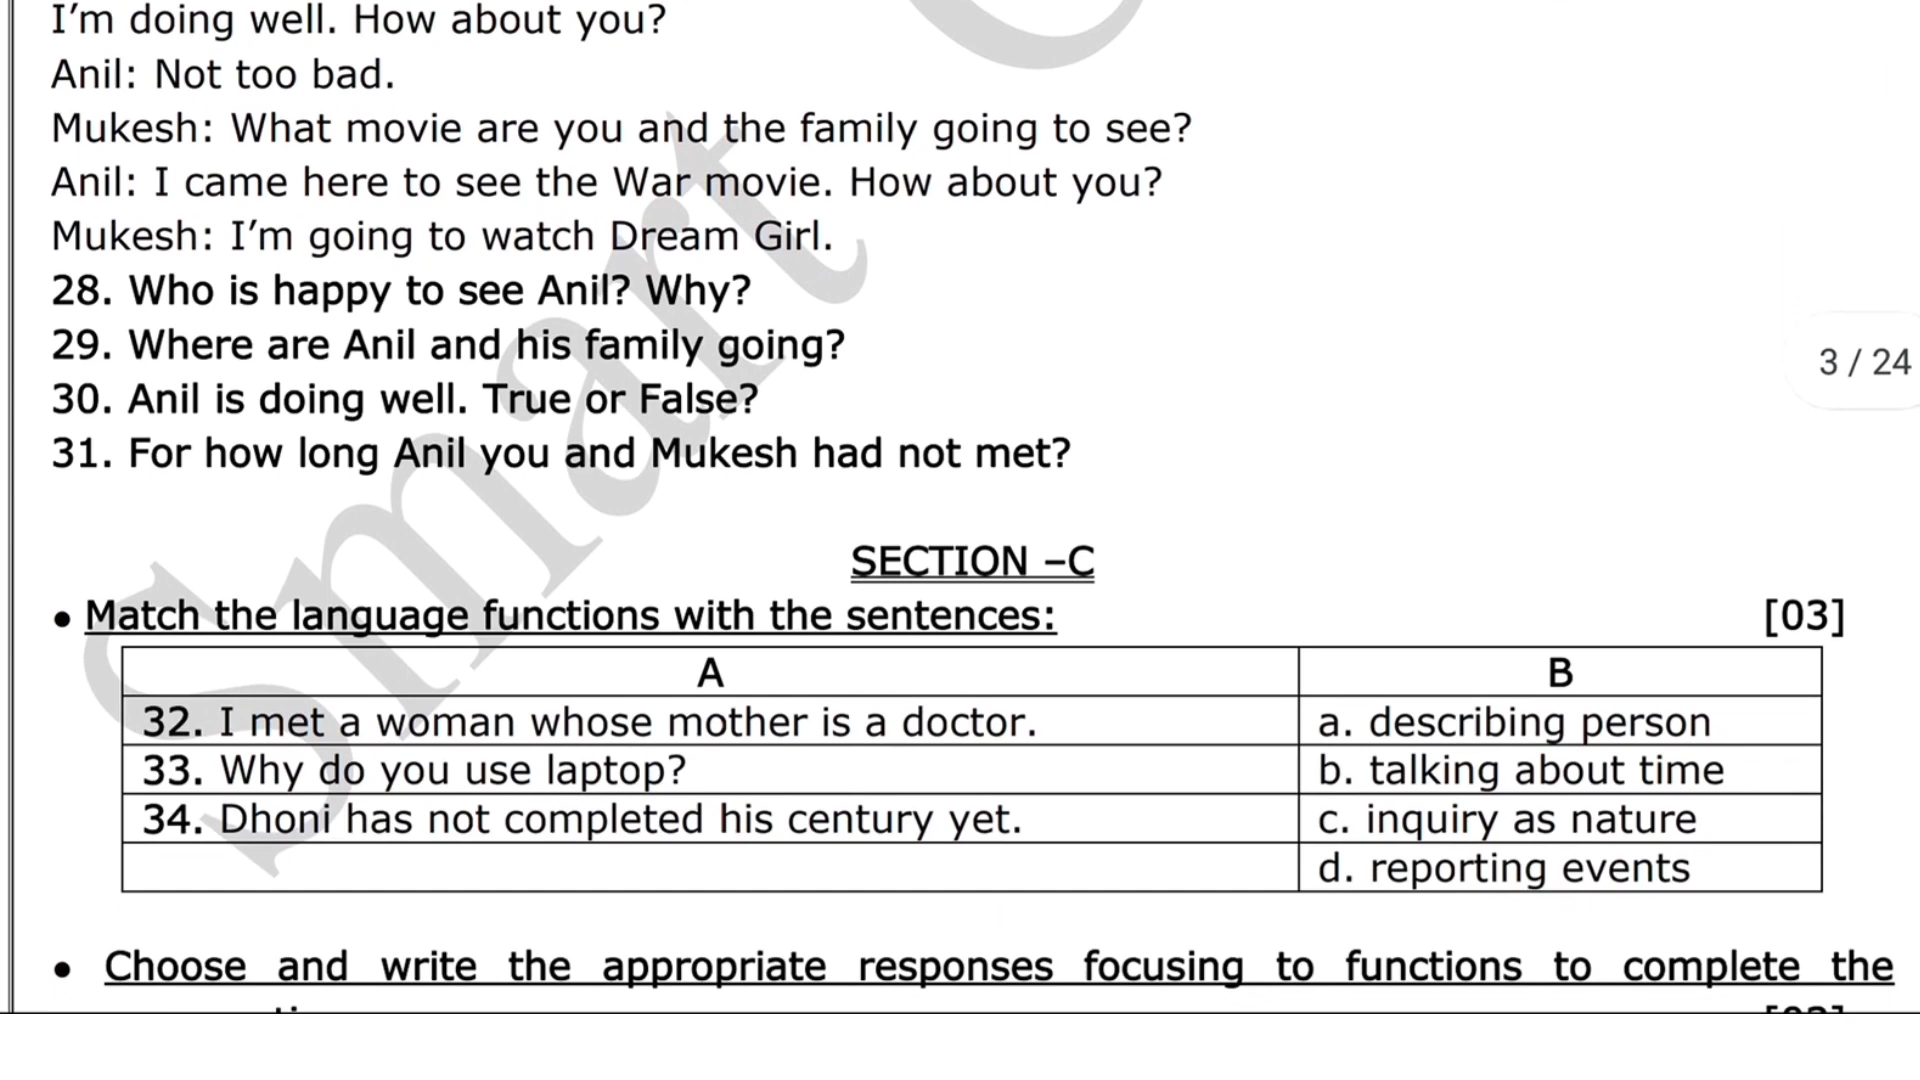 I’m doing well. How about you?
Anil: Not too bad.
Mukesh: What movie are you and the family going to see?
Anil: I came here to see the War movie. How about you?
Mukesh: I’m going to watch Dream Girl.
28. Who is happy to see Anil? Why?
29. Where are Anil and his family going?
30. Anil is doing well. True or False?
31. For how long Anil you and Mukesh had not met?
3 / 24
SECTION –C
• Match the language functions with the sentences: [03]
A B
32. I met a woman whose mother is a doctor. a. describing person
33. Why do you use laptop? b. talking about time
34. Dhoni has not completed his century yet. c. inquiry as nature
d. reporting events
• Choose and write the appropriate responses focusing to functions to complete the
Smart